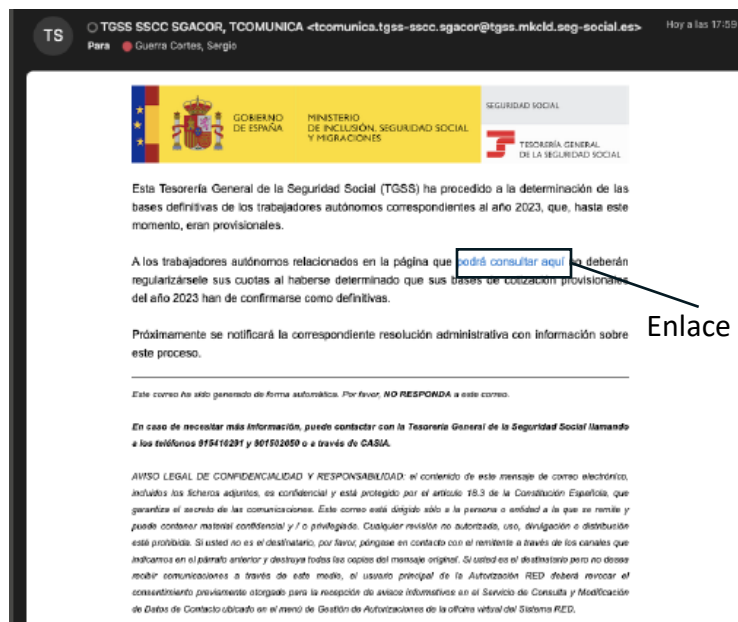 TS
TGSS SSCC SGACOR, TCOMUNICA <tcomunica.tgss-sscc.sgacor@tgss.mkcld.seg-social.es>
Hoy a las 17:59
Para Guerra Cortes, Sergio
GOBIERNO DE ESPAÑA
MINISTERIO DE INCLUSIÓN, SEGURIDAD SOCIAL Y MIGRACIONES
SEGURIDAD SOCIAL
TESORERÍA GENERAL DE LA SEGURIDAD SOCIAL
Esta Tesorería General de la Seguridad Social (TGSS) ha procedido a la determinación de las
bases definitivas de los trabajadores autónomos correspondientes al año 2023, que, hasta este
momento, eran provisionales.
A los trabajadores autónomos relacionados en la página que podrá consultar aquí no deberán
regularizársele sus cuotas al haberse determinado que sus bases de cotización provisionales
del año 2023 han de confirmarse como definitivas.
Enlace
Próximamente se notificará la correspondiente resolución administrativa con información sobre
este proceso.
Este correo ha sido generado de forma automática. Por favor, NO RESPONDA a este correo.
En caso de necesitar más información, puede contactar con la Tesorería General de la Seguridad Social llamando
a los teléfonos 915410291 y 901502050 o a través de CASIA.
AVISO LEGAL DE CONFIDENCIALIDAD Y RESPONSABILIDAD: el contenido de este mensaje de correo electrónico,
incluidos los ficheros adjuntos, es confidencial y está protegido por el artículo 18.3 de la Constitución Española, que
garantiza el secreto de las comunicaciones. Este correo está dirigido sólo a la persona o entidad a la que se remite y
puede contener material confidencial y / o privilegiado. Cualquier revisión no autorizada, uso, divulgación o distribución
está prohibida. Si usted no es el destinatario, por favor, póngase en contacto con el remitente a través de los canales que
indicamos en el párrafo anterior y destruya todas las copias del mensaje original. Si usted es el destinatario pero no desea
recibir comunicaciones a través de este medio, el usuario principal de la Autorización RED deberá revocar el
consentimiento previamente otorgado para la recepción de avisos informativos en el Servicio de Consulta y Modificación
de Datos de Contacto ubicado en el menú de Gestión de Autorizaciones de la oficina virtual del Sistema RED.